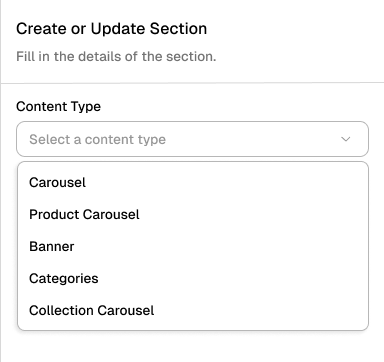 Create or Update Section
Fill in the details of the section.
Content Type
Select a content type
Carousel
Product Carousel
Banner
Categories
Collection Carousel